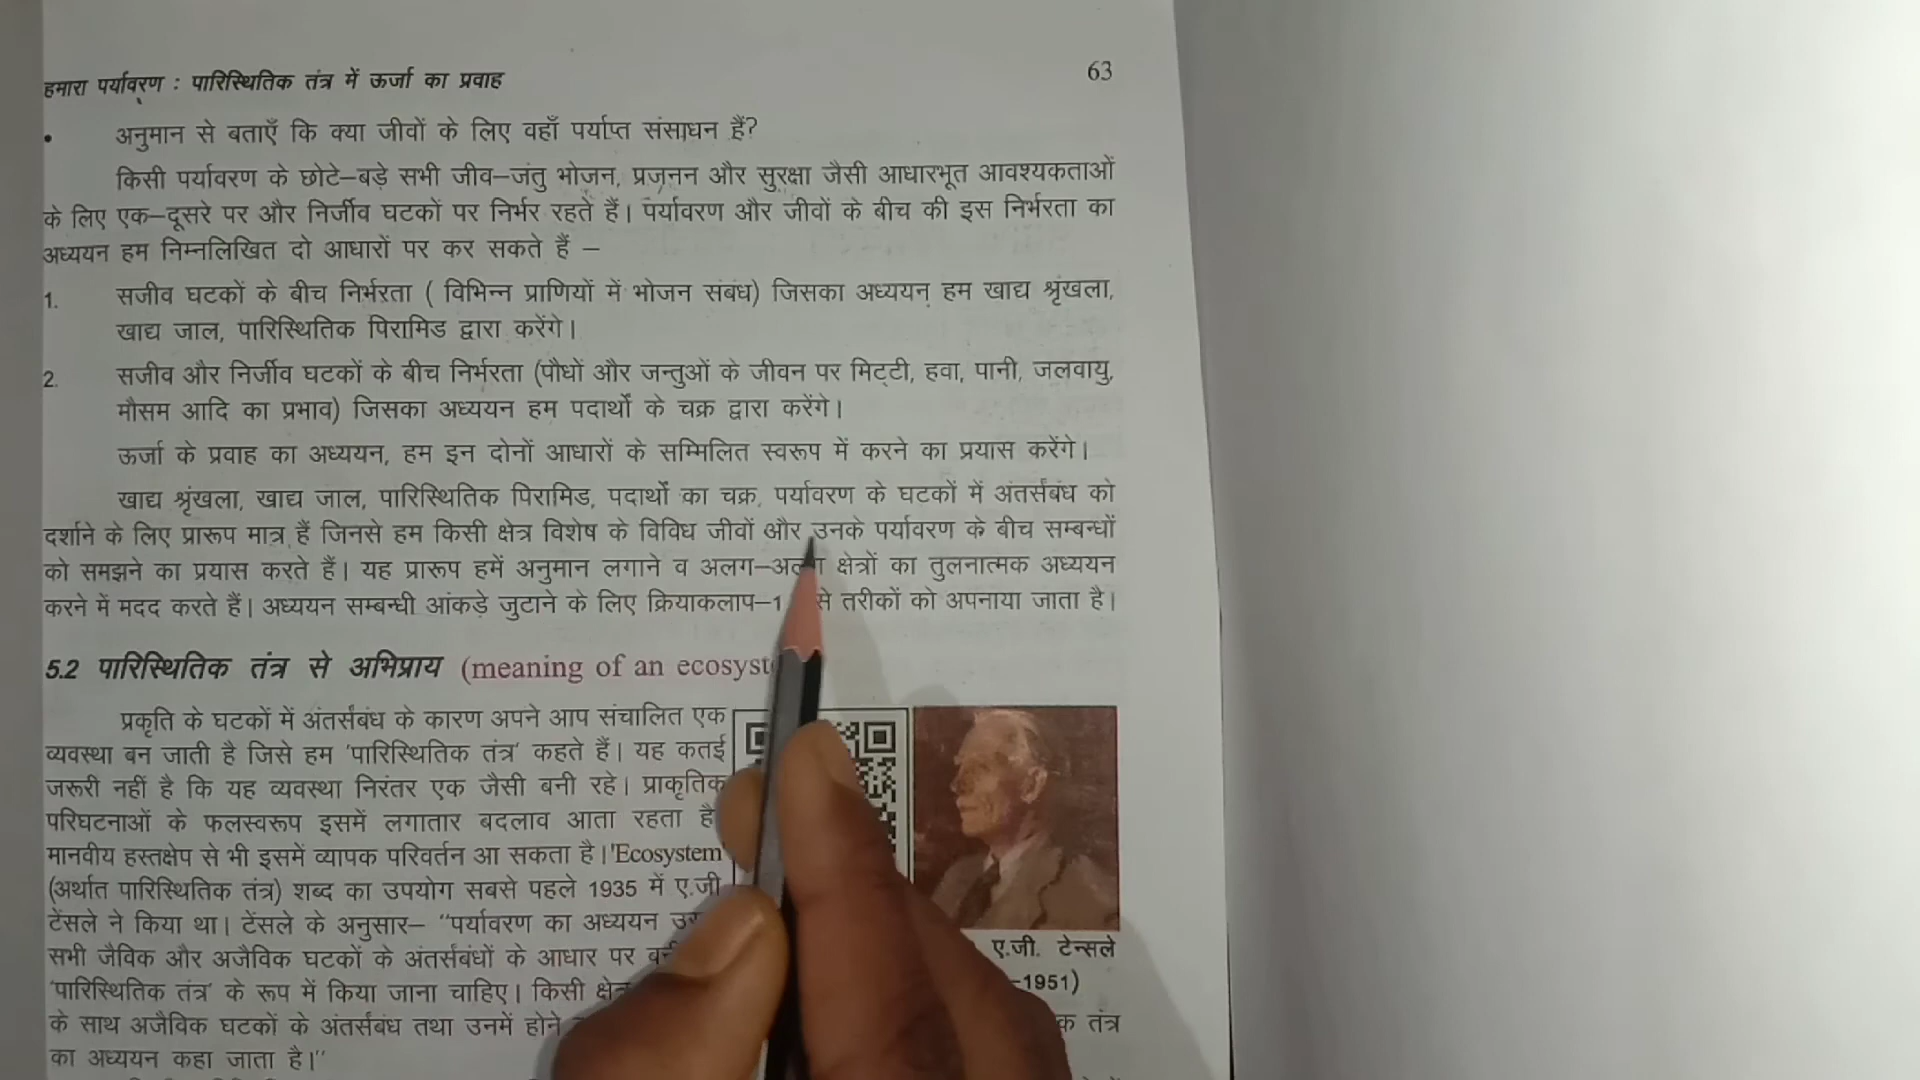 हमारा पर्यावरण : पारिस्थितिक तंत्र में ऊर्जा का प्रवाह
63
• अनुमान से बताएँ कि क्या जीवों के लिए वहाँ पर्याप्त संसाधन हैं?
किसी पर्यावरण के छोटे–बड़े सभी जीव–जंतु भोजन, प्रजनन और सुरक्षा जैसी आधारभूत आवश्यकताओं
के लिए एक–दूसरे पर और निर्जीव घटकों पर निर्भर रहते हैं। पर्यावरण और जीवों के बीच की इस निर्भरता का
अध्ययन हम निम्नलिखित दो आधारों पर कर सकते हैं –
1. सजीव घटकों के बीच निर्भरता ( विभिन्न प्राणियों में भोजन संबंध) जिसका अध्ययन हम खाद्य श्रृंखला,
खाद्य जाल, पारिस्थितिक पिरामिड द्वारा करेंगे।
2. सजीव और निर्जीव घटकों के बीच निर्भरता (पौधों और जन्तुओं के जीवन पर मिट्टी, हवा, पानी, जलवायु,
मौसम आदि का प्रभाव) जिसका अध्ययन हम पदार्थों के चक्र द्वारा करेंगे।
ऊर्जा के प्रवाह का अध्ययन, हम इन दोनों आधारों के सम्मिलित स्वरूप में करने का प्रयास करेंगे।
खाद्य श्रृंखला, खाद्य जाल, पारिस्थितिक पिरामिड, पदार्थों का चक्र, पर्यावरण के घटकों में अंतर्संबंध को
दर्शाने के लिए प्रारूप मात्र हैं जिनसे हम किसी क्षेत्र विशेष के विविध जीवों और उनके पर्यावरण के बीच सम्बन्धों
को समझने का प्रयास करते हैं। यह प्रारूप हमें अनुमान लगाने व अलग–अलग क्षेत्रों का तुलनात्मक अध्ययन
करने में मदद करते हैं। अध्ययन सम्बन्धी आंकड़े जुटाने के लिए क्रियाकलाप–1 से तरीकों को अपनाया जाता है।
5.2 पारिस्थितिक तंत्र से अभिप्राय (meaning of an
प्रकृति के घटकों में अंतर्संबंध के कारण अपने आप संचालित एक
व्यवस्था बन जाती है जिसे हम 'पारिस्थितिक तंत्र' कहते हैं। यह कतई
जरूरी नहीं है कि यह व्यवस्था निरंतर एक जैसी बनी रहे। प्राकृतिक
परिघटनाओं के फलस्वरूप इसमें लगातार बदलाव आता रहता है
मानवीय हस्तक्षेप से भी इसमें व्यापक परिवर्तन आ सकता है। 'Ecosystem'
(अर्थात पारिस्थितिक तंत्र) शब्द का उपयोग सबसे पहले 1935 में ए.जी
टेंसले ने किया था। टेंसले के अनुसार– "पर्यावरण का अध्ययन
सभी जैविक और अजैविक घटकों के अंतर्संबंधों के आधार पर
'पारिस्थितिक तंत्र' के रूप में किया जाना चाहिए। किसी
के साथ अजैविक घटकों के अंतर्संबंध तथा उनमें होने
तंत्र
का अध्ययन कहा जाता है।"
ए.जी. टेन्सले
–1951)